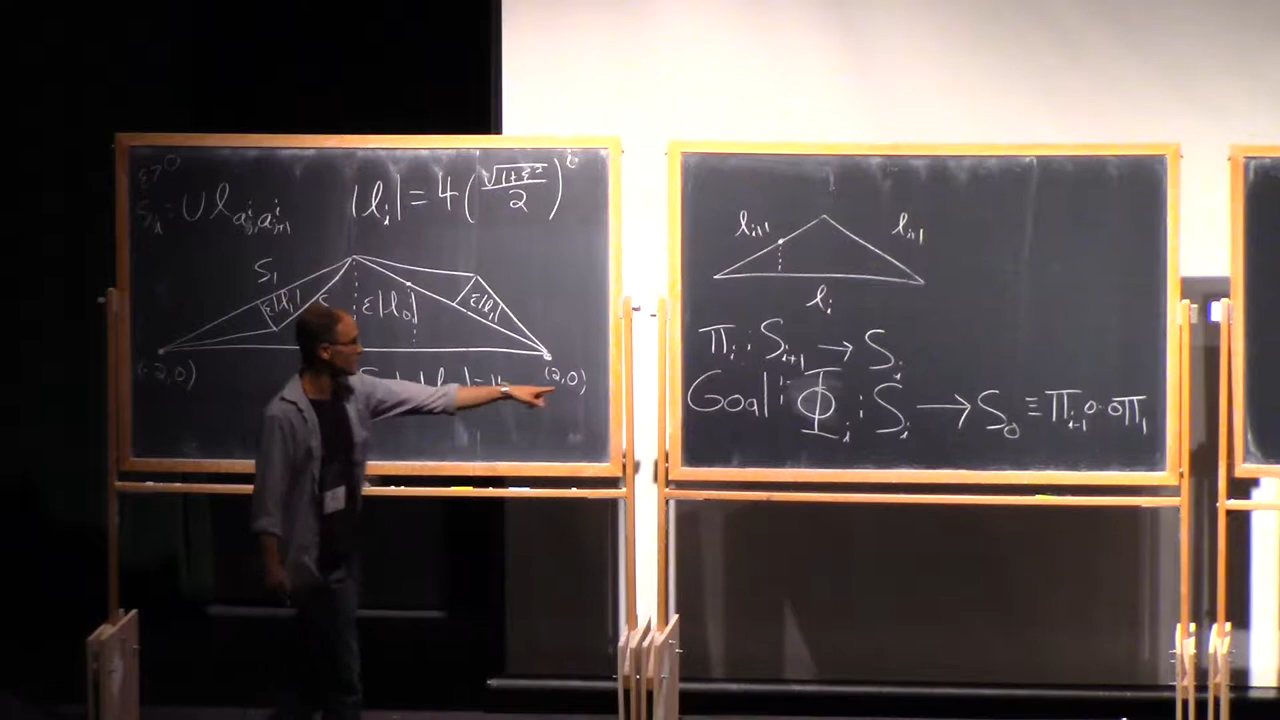 ε>0
S_i = ∪ ℓ_{a_j^i, a_{j+1}^i}
|ℓ_i| = 4(√(1+ε²)/2)^i
S_1
ε|ℓ_1|
ε|ℓ_0|
ε|ℓ_1|
(-2,0)
(2,0)
ℓ_{i+1}
ℓ_{i+1}
ℓ_i
Π_i : S_{i+1} → S_i
Goal : Φ_i : S_i → S_0 ≡ Π_{i-1} ∘ · ∘ Π_1